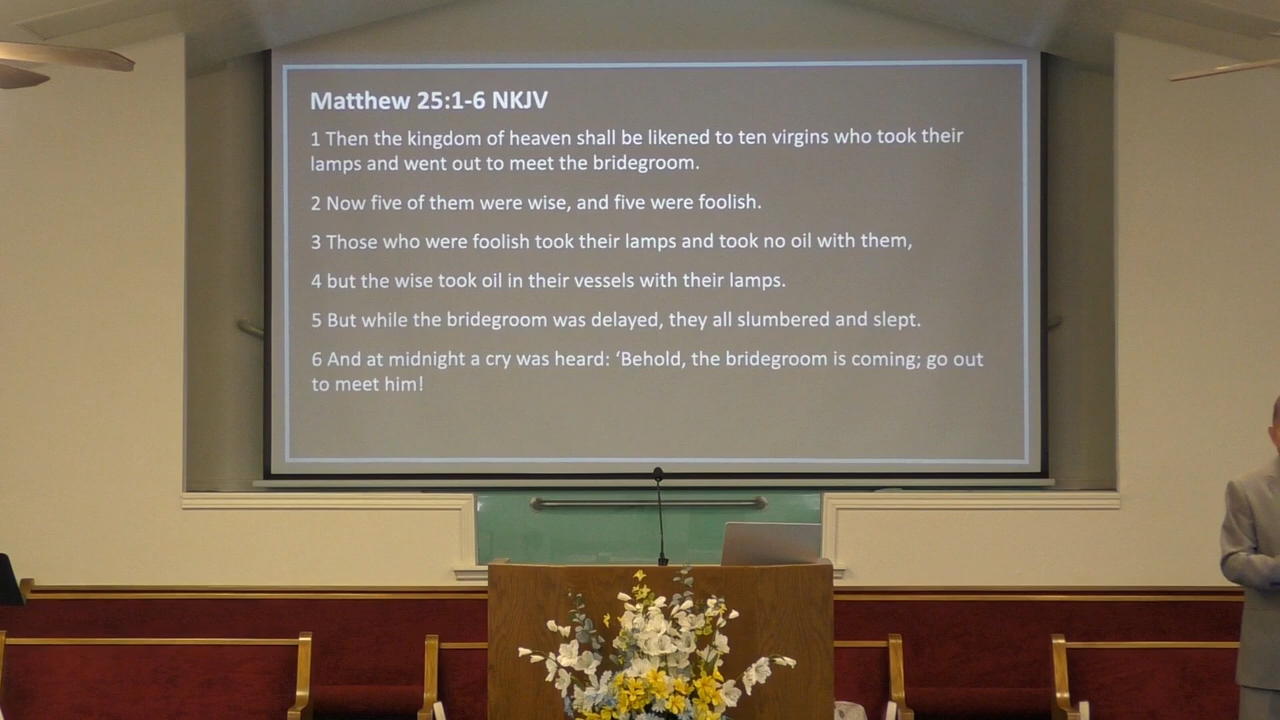 Matthew 25:1-6 NKJV
1 Then the kingdom of heaven shall be likened to ten virgins who took their
lamps and went out to meet the bridegroom.
2 Now five of them were wise, and five were foolish.
3 Those who were foolish took their lamps and took no oil with them,
4 but the wise took oil in their vessels with their lamps.
5 But while the bridegroom was delayed, they all slumbered and slept.
6 And at midnight a cry was heard: ‘Behold, the bridegroom is coming; go out
to meet him!